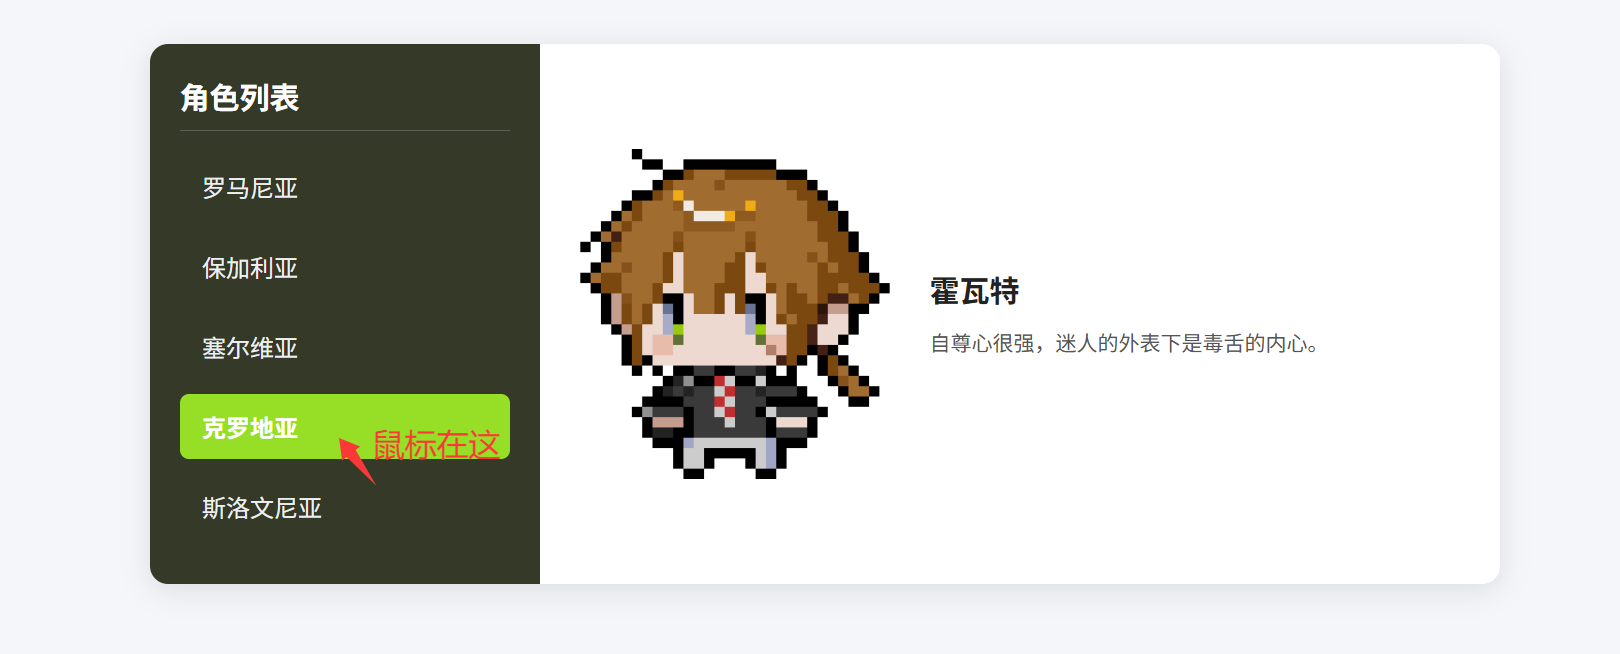 角色列表
罗马尼亚
保加利亚
塞尔维亚
克罗地亚
鼠标在这
斯洛文尼亚
霍瓦特
自尊心很强，迷人的外表下是毒舌的内心。